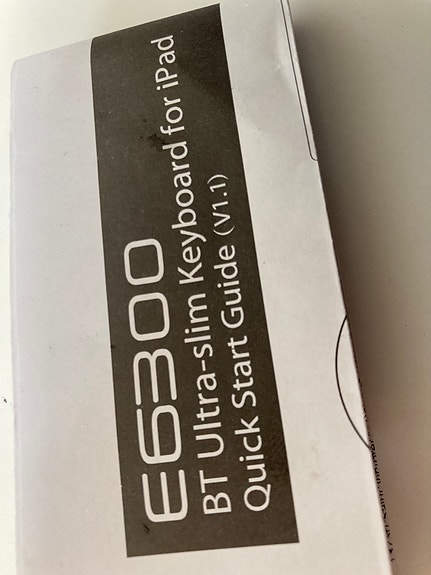 E6300
BT Ultra-slim Keyboard for iPad
Quick Start Guide (V1.1)